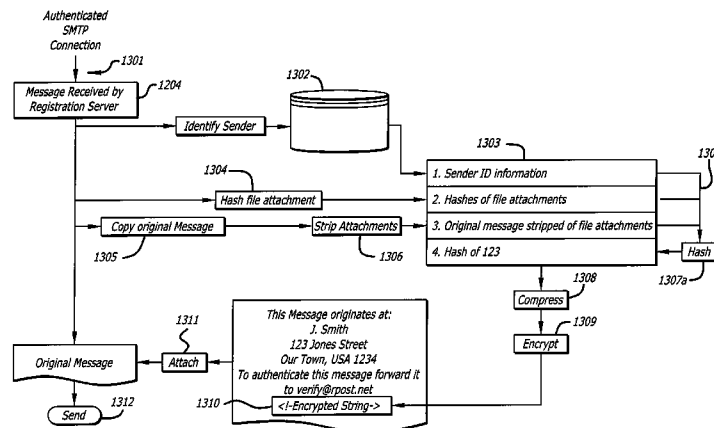 Authenticated
SMTP
Connection
1301
Message Received by
Registration Server
1204
Identify Sender
1302
1303
1. Sender ID information
2. Hashes of file attachments
3. Original message stripped of file attachments
4. Hash of 123
1304
Hash file attachment
Copy original Message
1305
Strip Attachments
1306
Hash
1307a
1308
Compress
1309
Encrypt
This Message originates at:
J. Smith
123 Jones Street
Our Town, USA 1234
To authenticate this message forward it
to verify@rpost.net
<!-Encrypted String->
1310
1311
Attach
Original Message
Send
1312